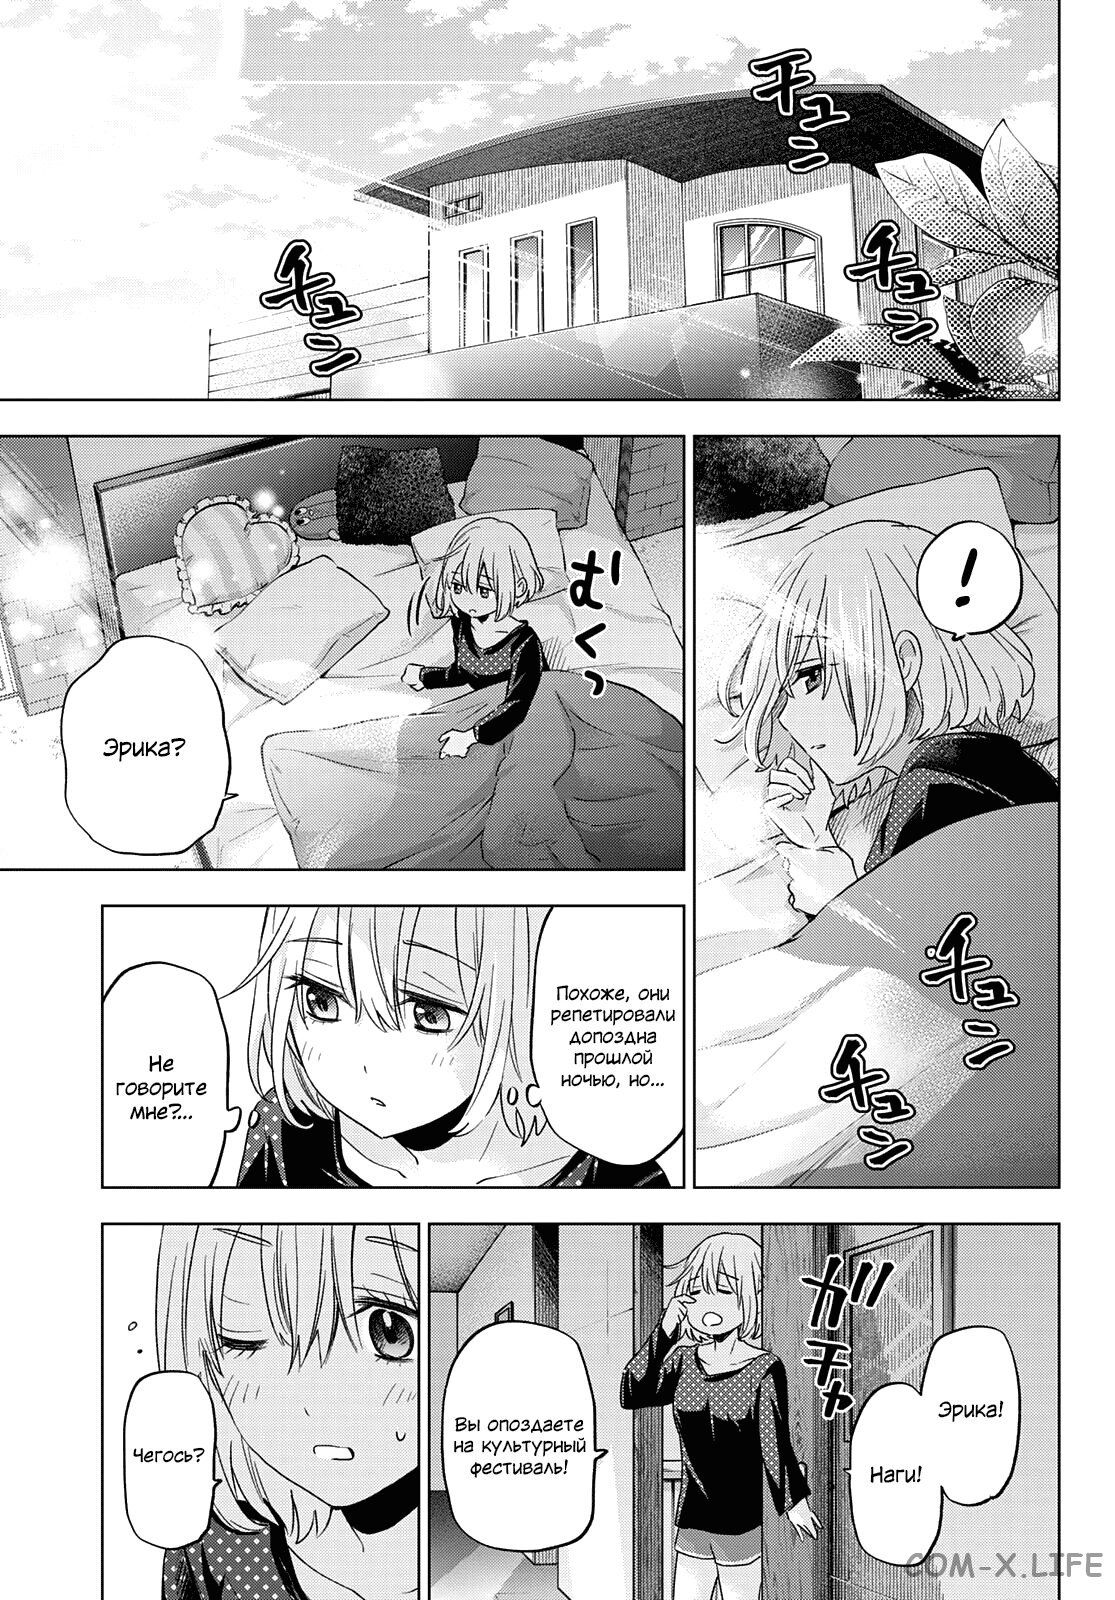 チュン
チュン
チュン
!
むくっ
Эрика?
チュン
チュン
Похоже, они
репетировали
допоздна
прошлой
ночью, но...
Не
говорите
мне?...
ガチャ
Эрика!
Наги!
Вы опоздаете
на культурный
фестиваль!
Чегось?
COM-X.LIFE